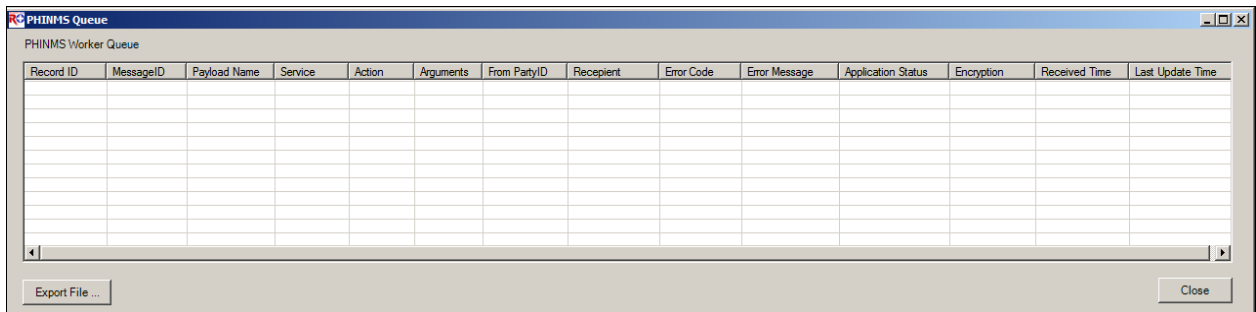 RC PHINMS Queue
PHINMS Worker Queue
Record ID MessageID Payload Name Service Action Arguments From PartyID Recepient Error Code Error Message Application Status Encryption Received Time Last Update Time
Export File ... Close